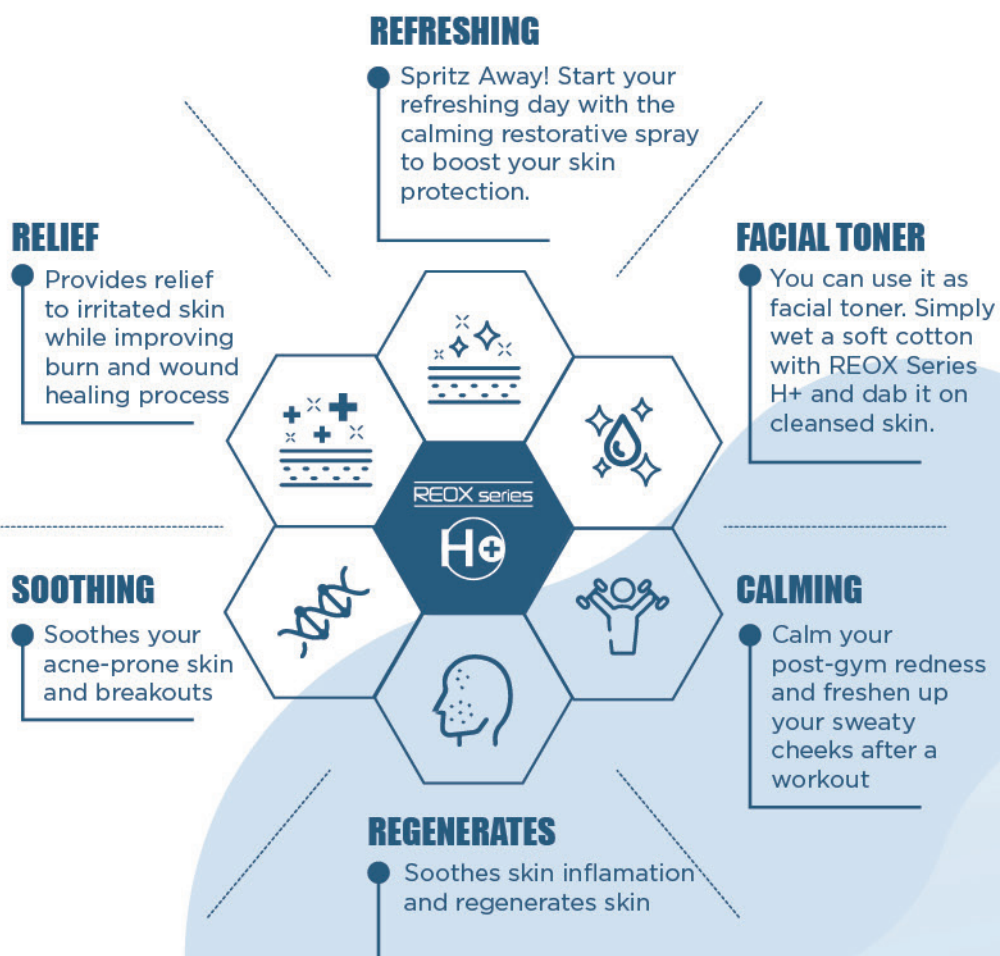 REFRESHING
Spritz Away! Start your
refreshing day with the
calming restorative spray
to boost your skin
protection.
RELIEF
Provides relief
to irritated skin
while improving
burn and wound
healing process
FACIAL TONER
You can use it as
facial toner. Simply
wet a soft cotton
with REOX Series
H+ and dab it on
cleansed skin.
REOX series
H+
SOOTHING
Soothes your
acne-prone skin
and breakouts
CALMING
Calm your
post-gym redness
and freshen up
your sweaty
cheeks after a
workout
REGENERATES
Soothes skin inflamation
and regenerates skin